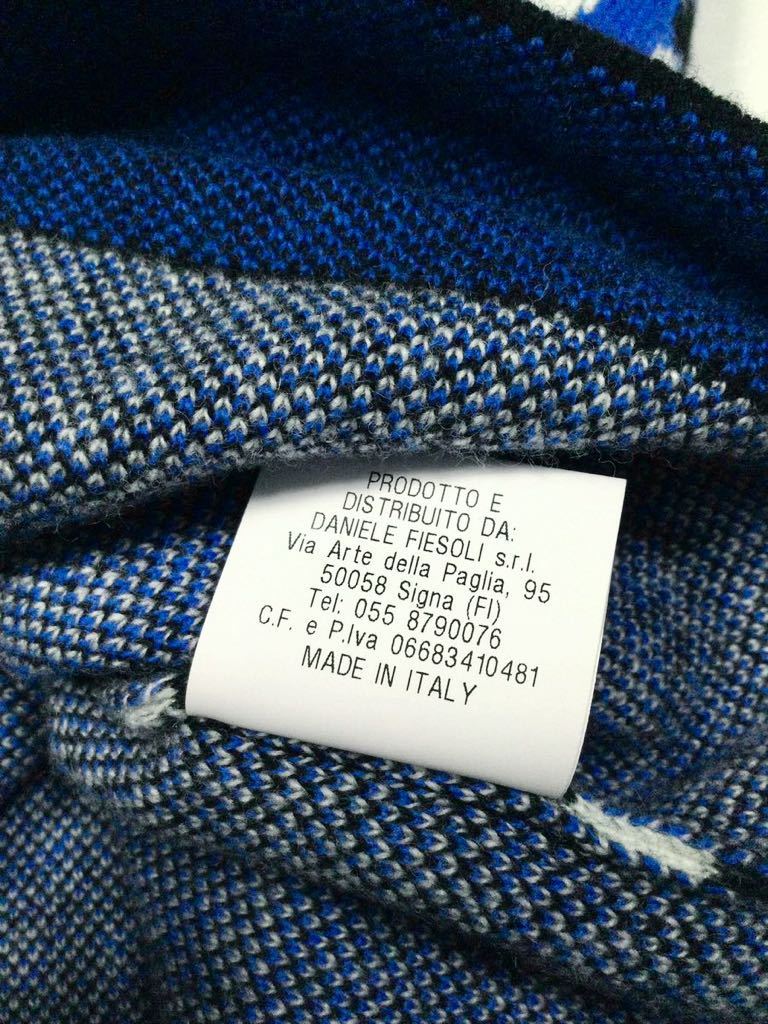 PRODOTTO E
DISTRIBUITO DA:
DANIELE FIESOLI s.r.l.
Via Arte della Paglia, 95
50058 Signa (FI)
Tel: 055 8790076
C.F. e P.Iva 06683410481
MADE IN ITALY